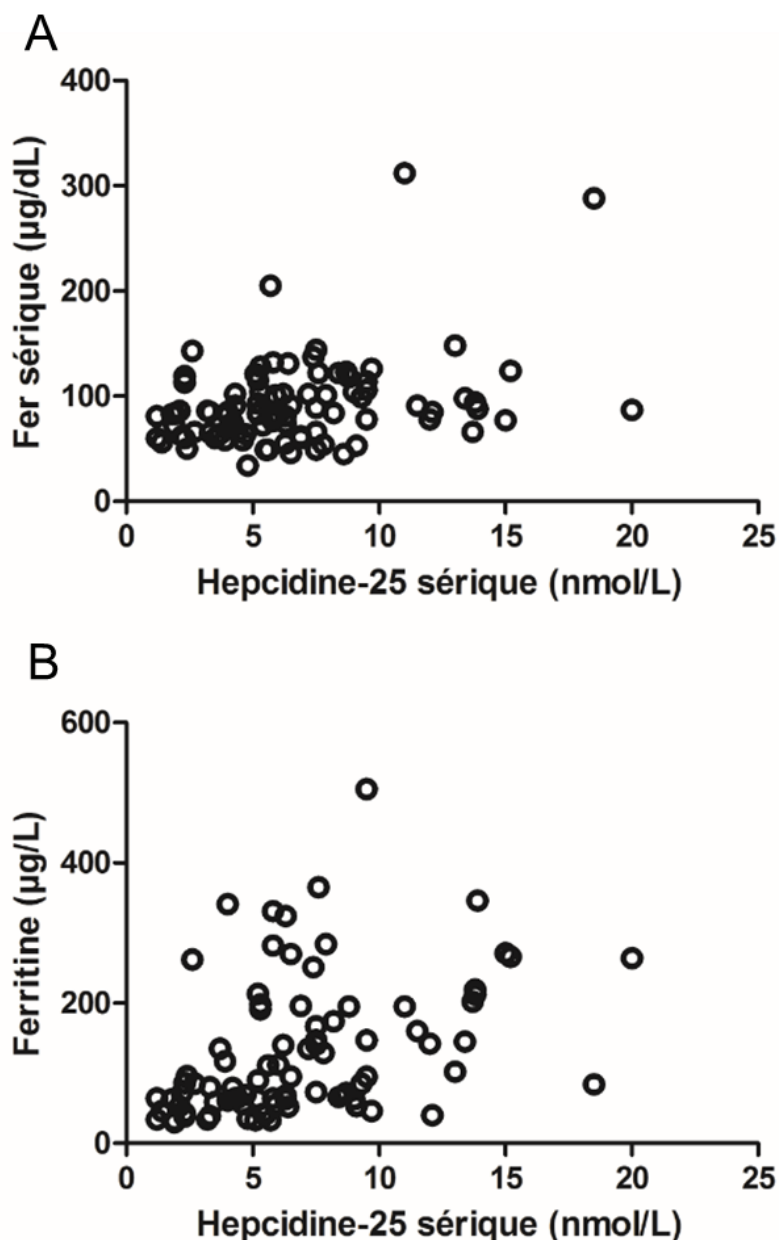 A
400
300
200
100
0
Fer sérique (µg/dL)
0 5 10 15 20 25
Hepcidine-25 sérique (nmol/L)
B
600
400
200
0
Ferritine (µg/L)
0 5 10 15 20 25
Hepcidine-25 sérique (nmol/L)